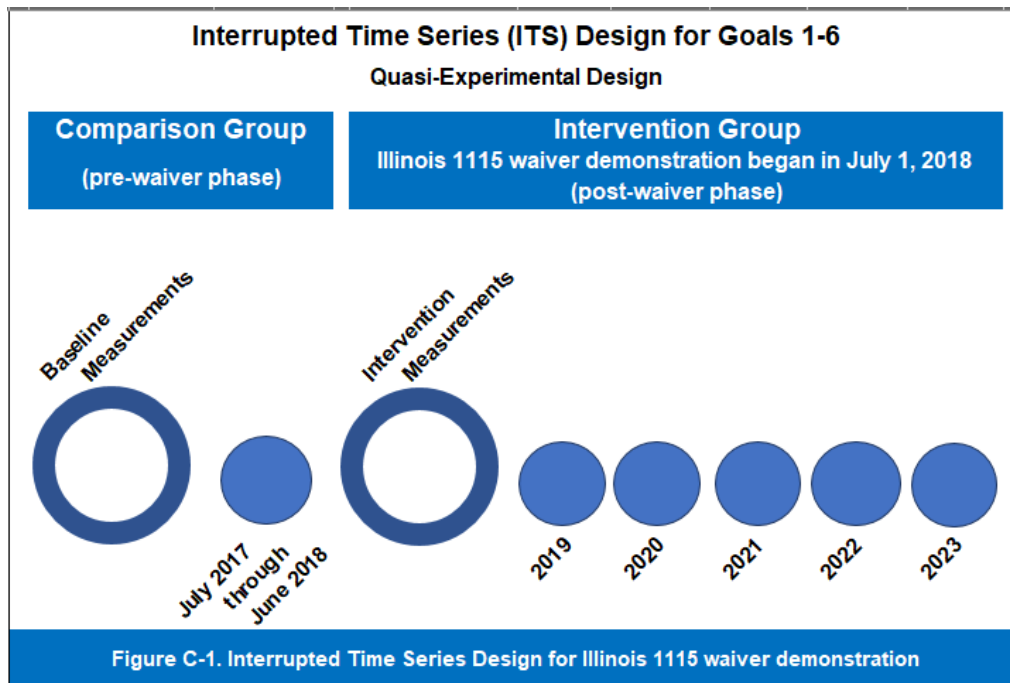 Interrupted Time Series (ITS) Design for Goals 1-6
Quasi-Experimental Design
Comparison Group
(pre-waiver phase)
Intervention Group
Illinois 1115 waiver demonstration began in July 1, 2018
(post-waiver phase)
Baseline
Measurements
July 2017
through
June 2018
Intervention
Measurements
2019
2020
2021
2022
2023
Figure C-1. Interrupted Time Series Design for Illinois 1115 waiver demonstration